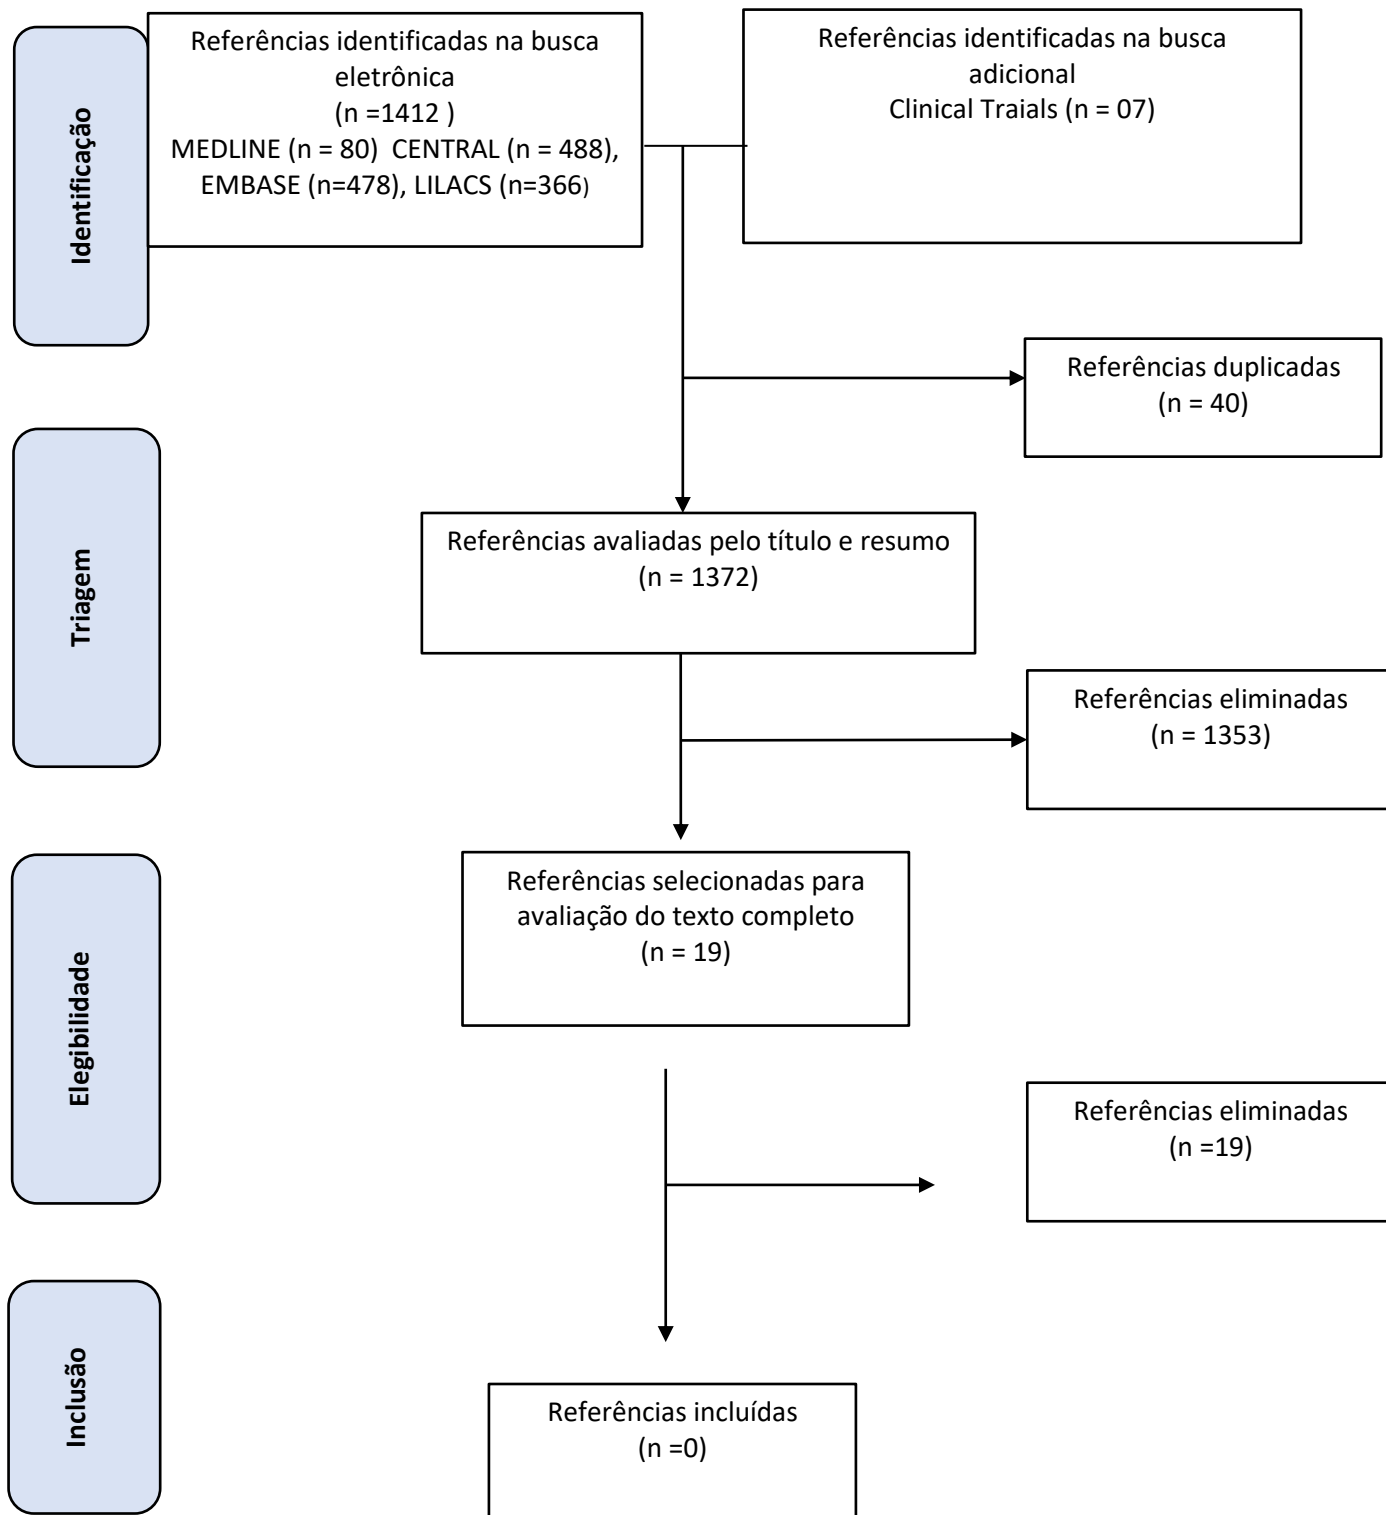 Identificação
Referências identificadas na busca
eletrônica
(n =1412 )
MEDLINE (n = 80)  CENTRAL (n = 488),
EMBASE (n=478), LILACS (n=366)
Referências identificadas na busca
adicional
Clinical Traials (n = 07)
Referências duplicadas
(n = 40)
Triagem
Referências avaliadas pelo título e resumo
(n = 1372)
Referências eliminadas
(n = 1353)
Elegibilidade
Referências selecionadas para
avaliação do texto completo
(n = 19)
Referências eliminadas
(n =19)
Inclusão
Referências incluídas
(n =0)